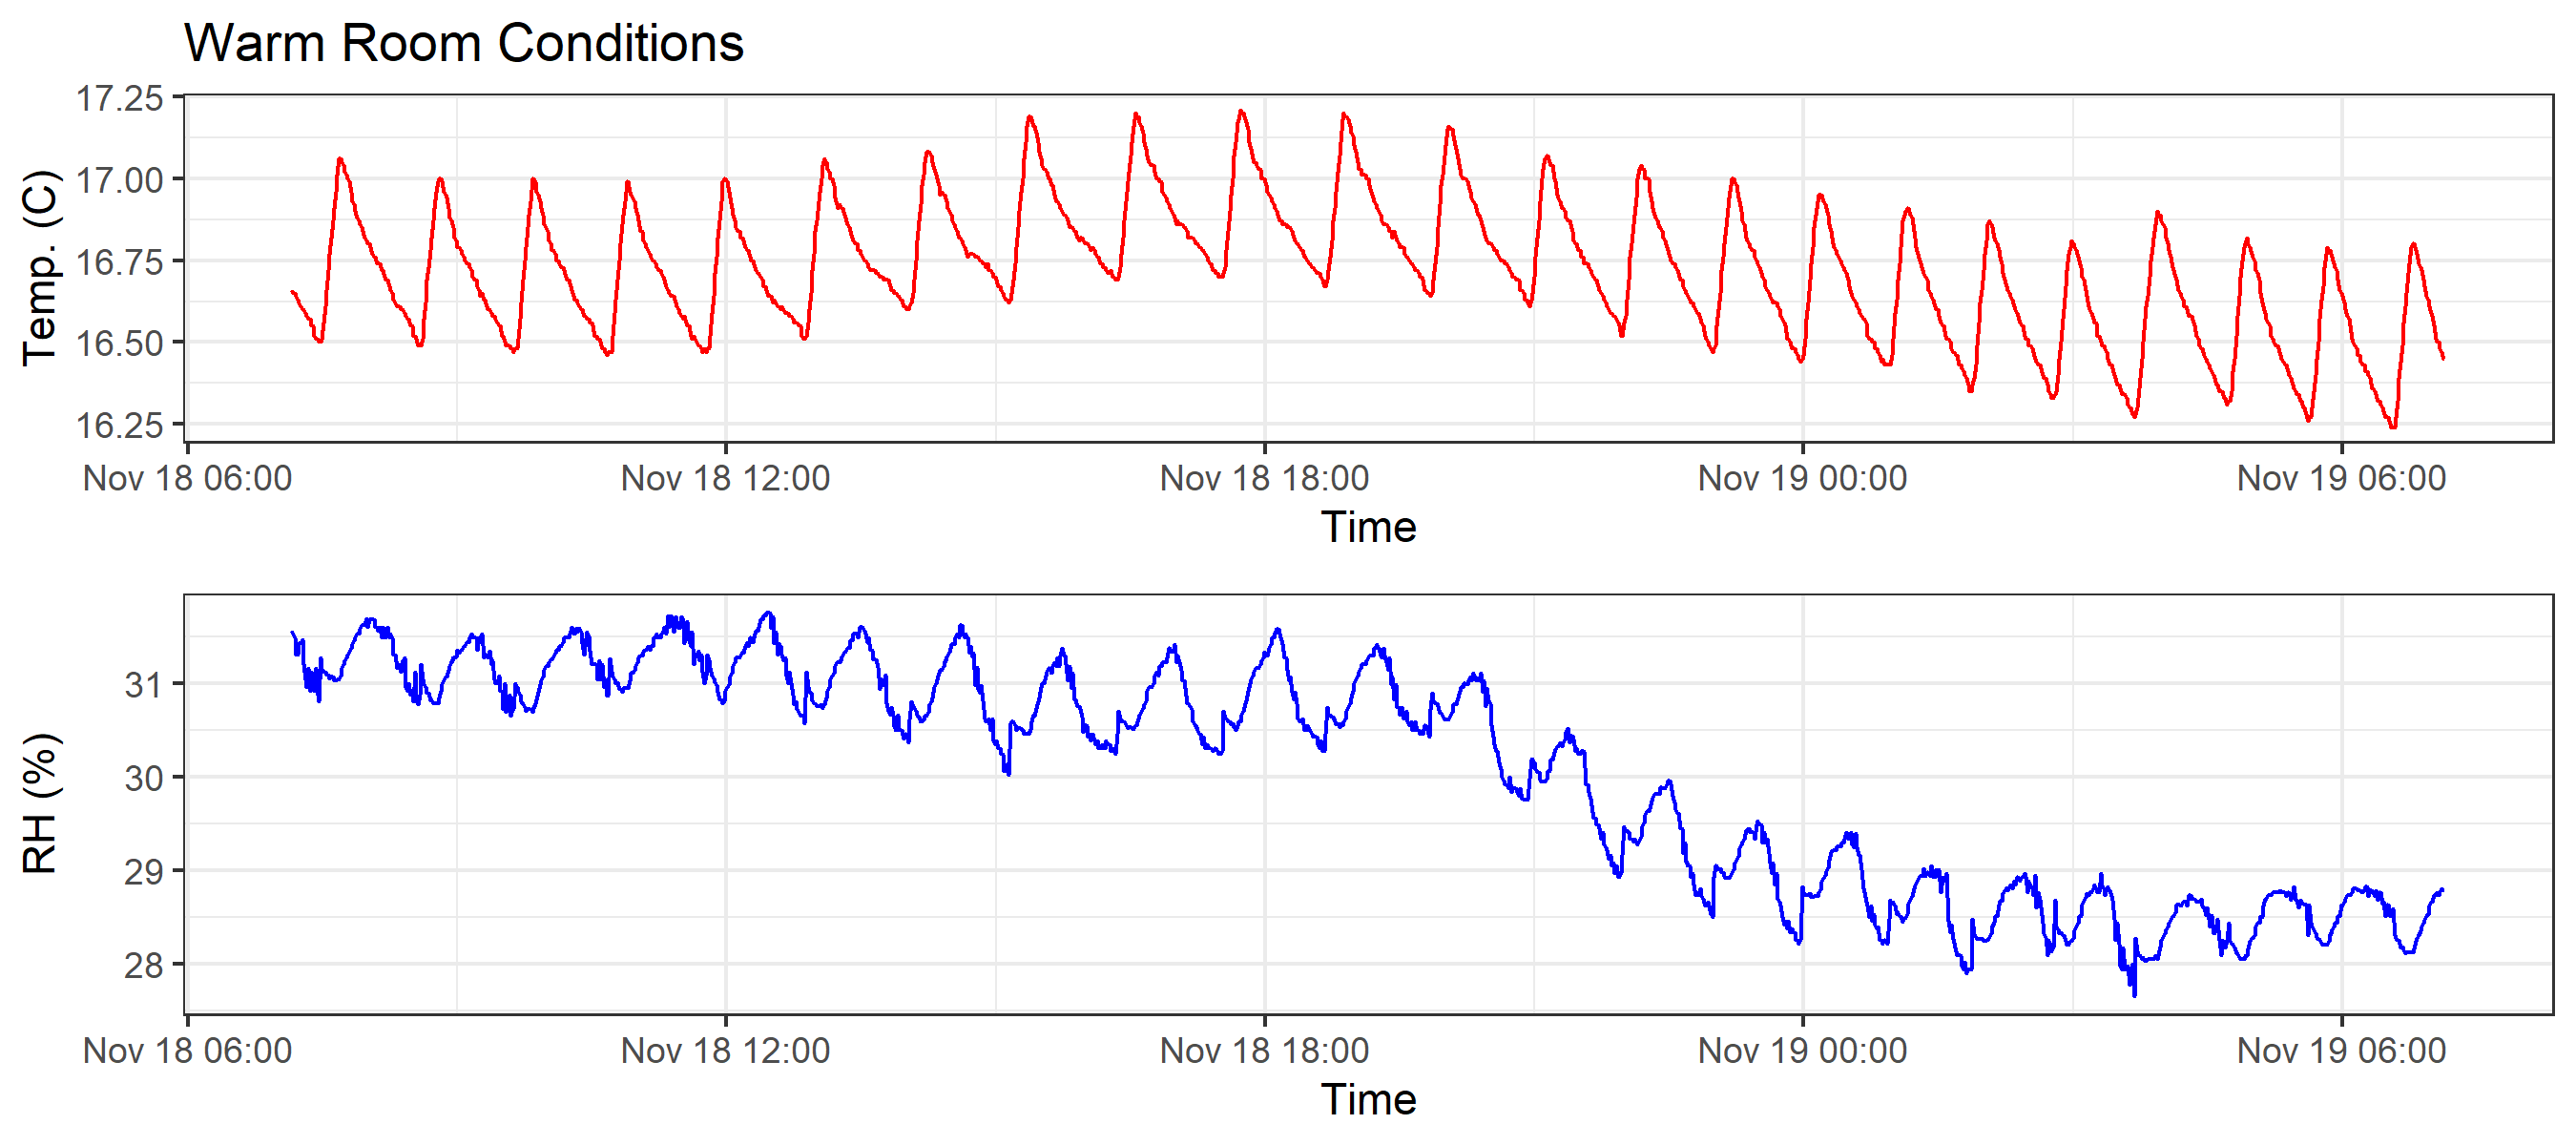 Warm Room Conditions
17.25
17.00
16.75
16.50
16.25
Temp. (C)
Nov 18 06:00 Nov 18 12:00 Nov 18 18:00 Nov 19 00:00 Nov 19 06:00
Time
31
30
29
28
RH (%)
Nov 18 06:00 Nov 18 12:00 Nov 18 18:00 Nov 19 00:00 Nov 19 06:00
Time